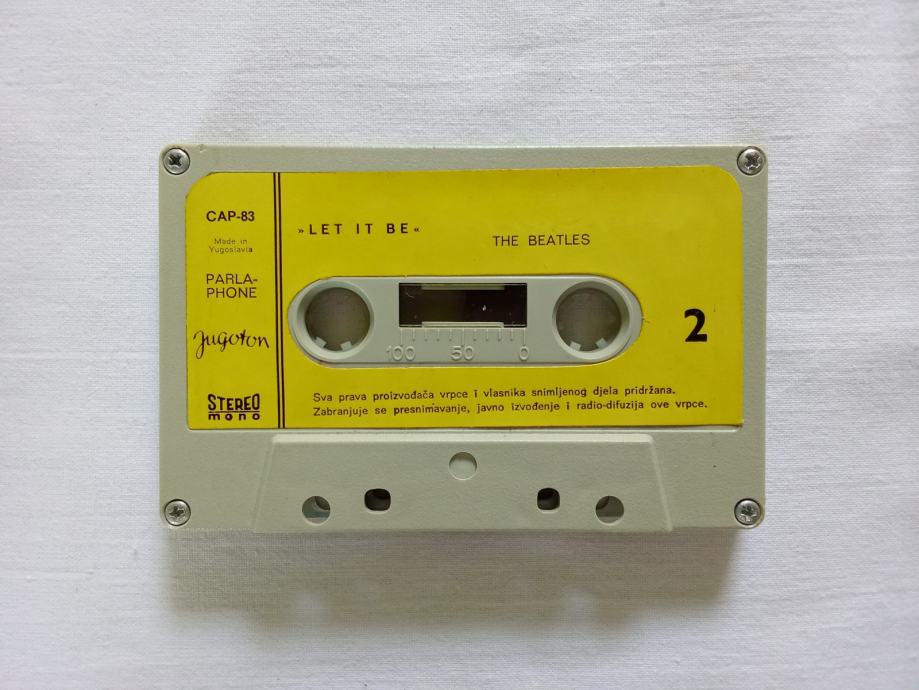 CAP-83
Made in
Yugoslavia
PARLA-
PHONE
Jugoton
STEREO
mono
»LET IT BE«
THE BEATLES
100 50 0
2
Sva prava proizvođača vrpce i vlasnika snimljenog djela pridržana.
Zabranjuje se presnimavanje, javno izvođenje i radio-difuzija ove vrpce.